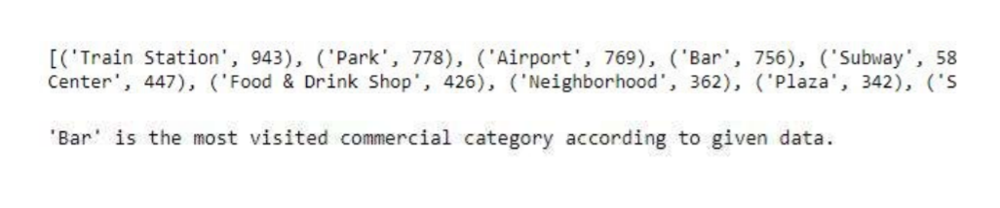 [('Train Station', 943), ('Park', 778), ('Airport', 769), ('Bar', 756), ('Subway', 58
Center', 447), ('Food & Drink Shop', 426), ('Neighborhood', 362), ('Plaza', 342), ('S
'Bar' is the most visited commercial category according to given data.